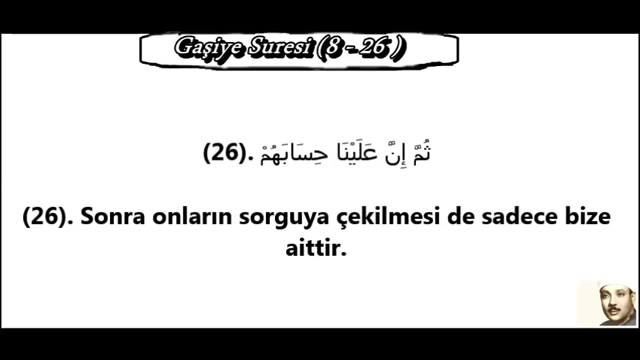 Gaşiye Suresi (8 - 26 )
(26). ثُمَّ إِنَّ عَلَيْنَا حِسَابَهُمْ
(26). Sonra onların sorguya çekilmesi de sadece bize
aittir.